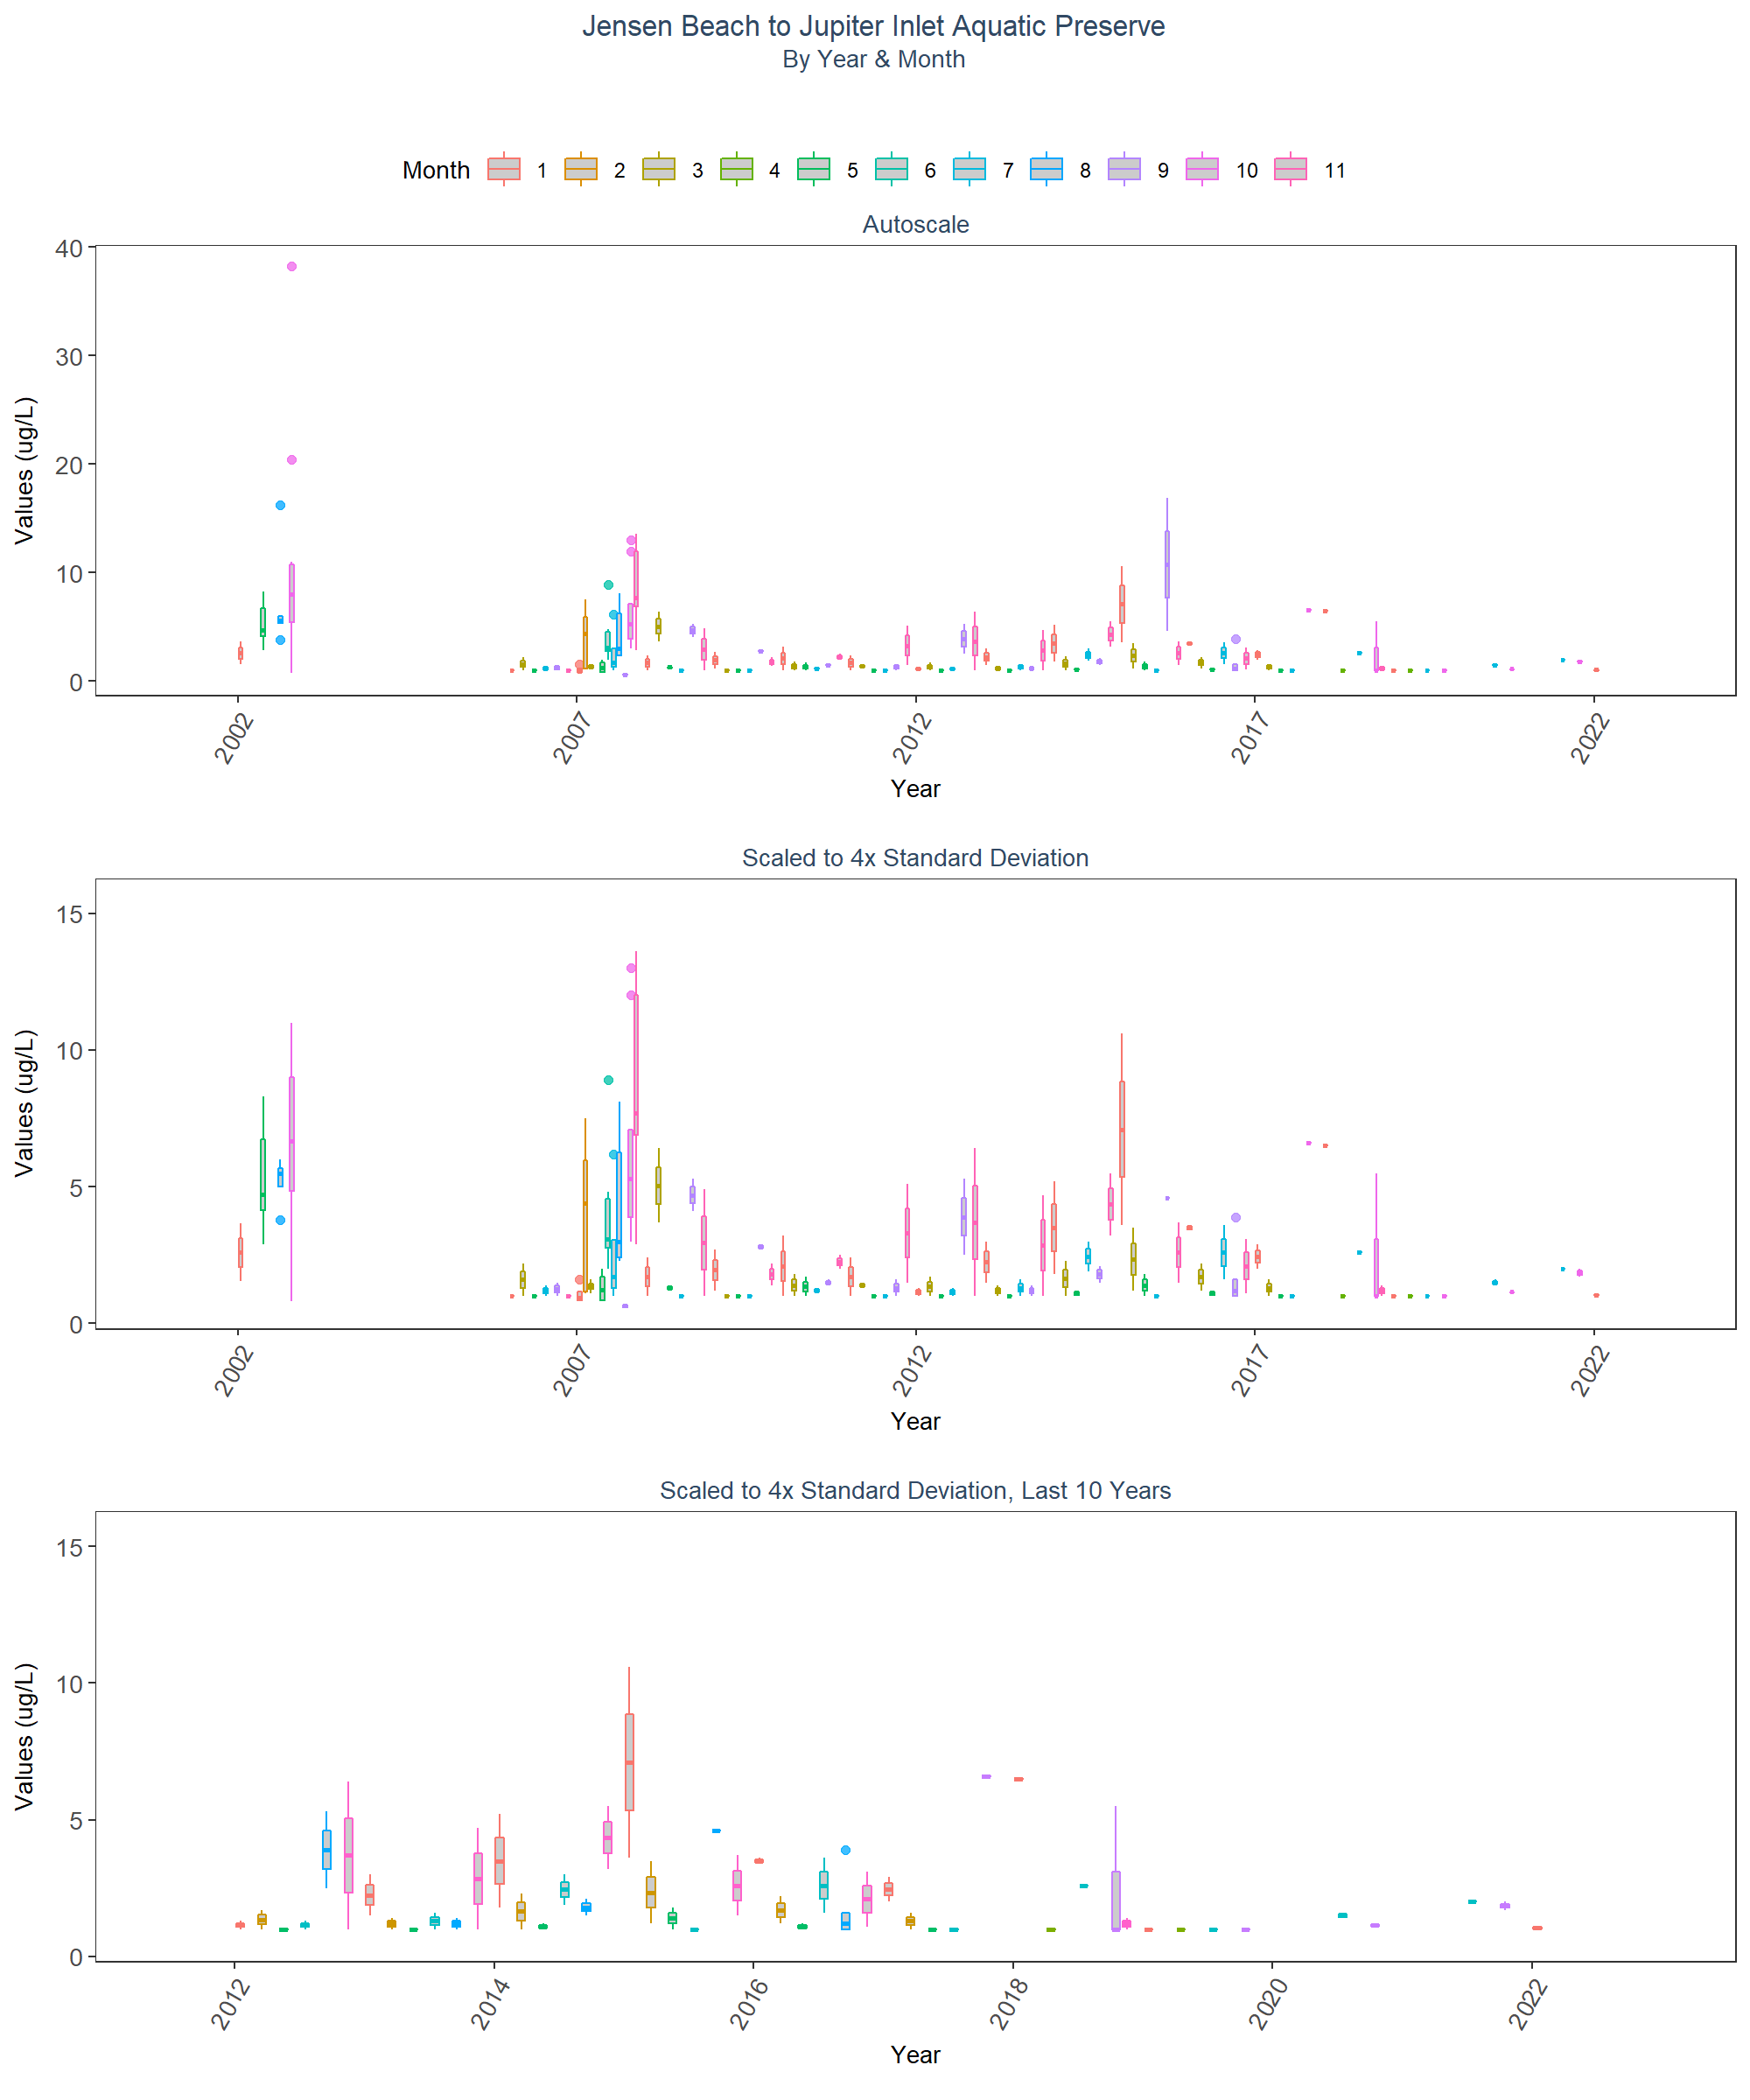 Jensen Beach to Jupiter Inlet Aquatic Preserve
By Year & Month
Month 1 2 3 4 5 6 7 8 9 10 11
Autoscale
Values (ug/L)
40
30
20
10
0
2002 2007 2012 2017 2022
Year
Scaled to 4x Standard Deviation
Values (ug/L)
15
10
5
0
2002 2007 2012 2017 2022
Year
Scaled to 4x Standard Deviation, Last 10 Years
Values (ug/L)
15
10
5
0
2012 2014 2016 2018 2020 2022
Year